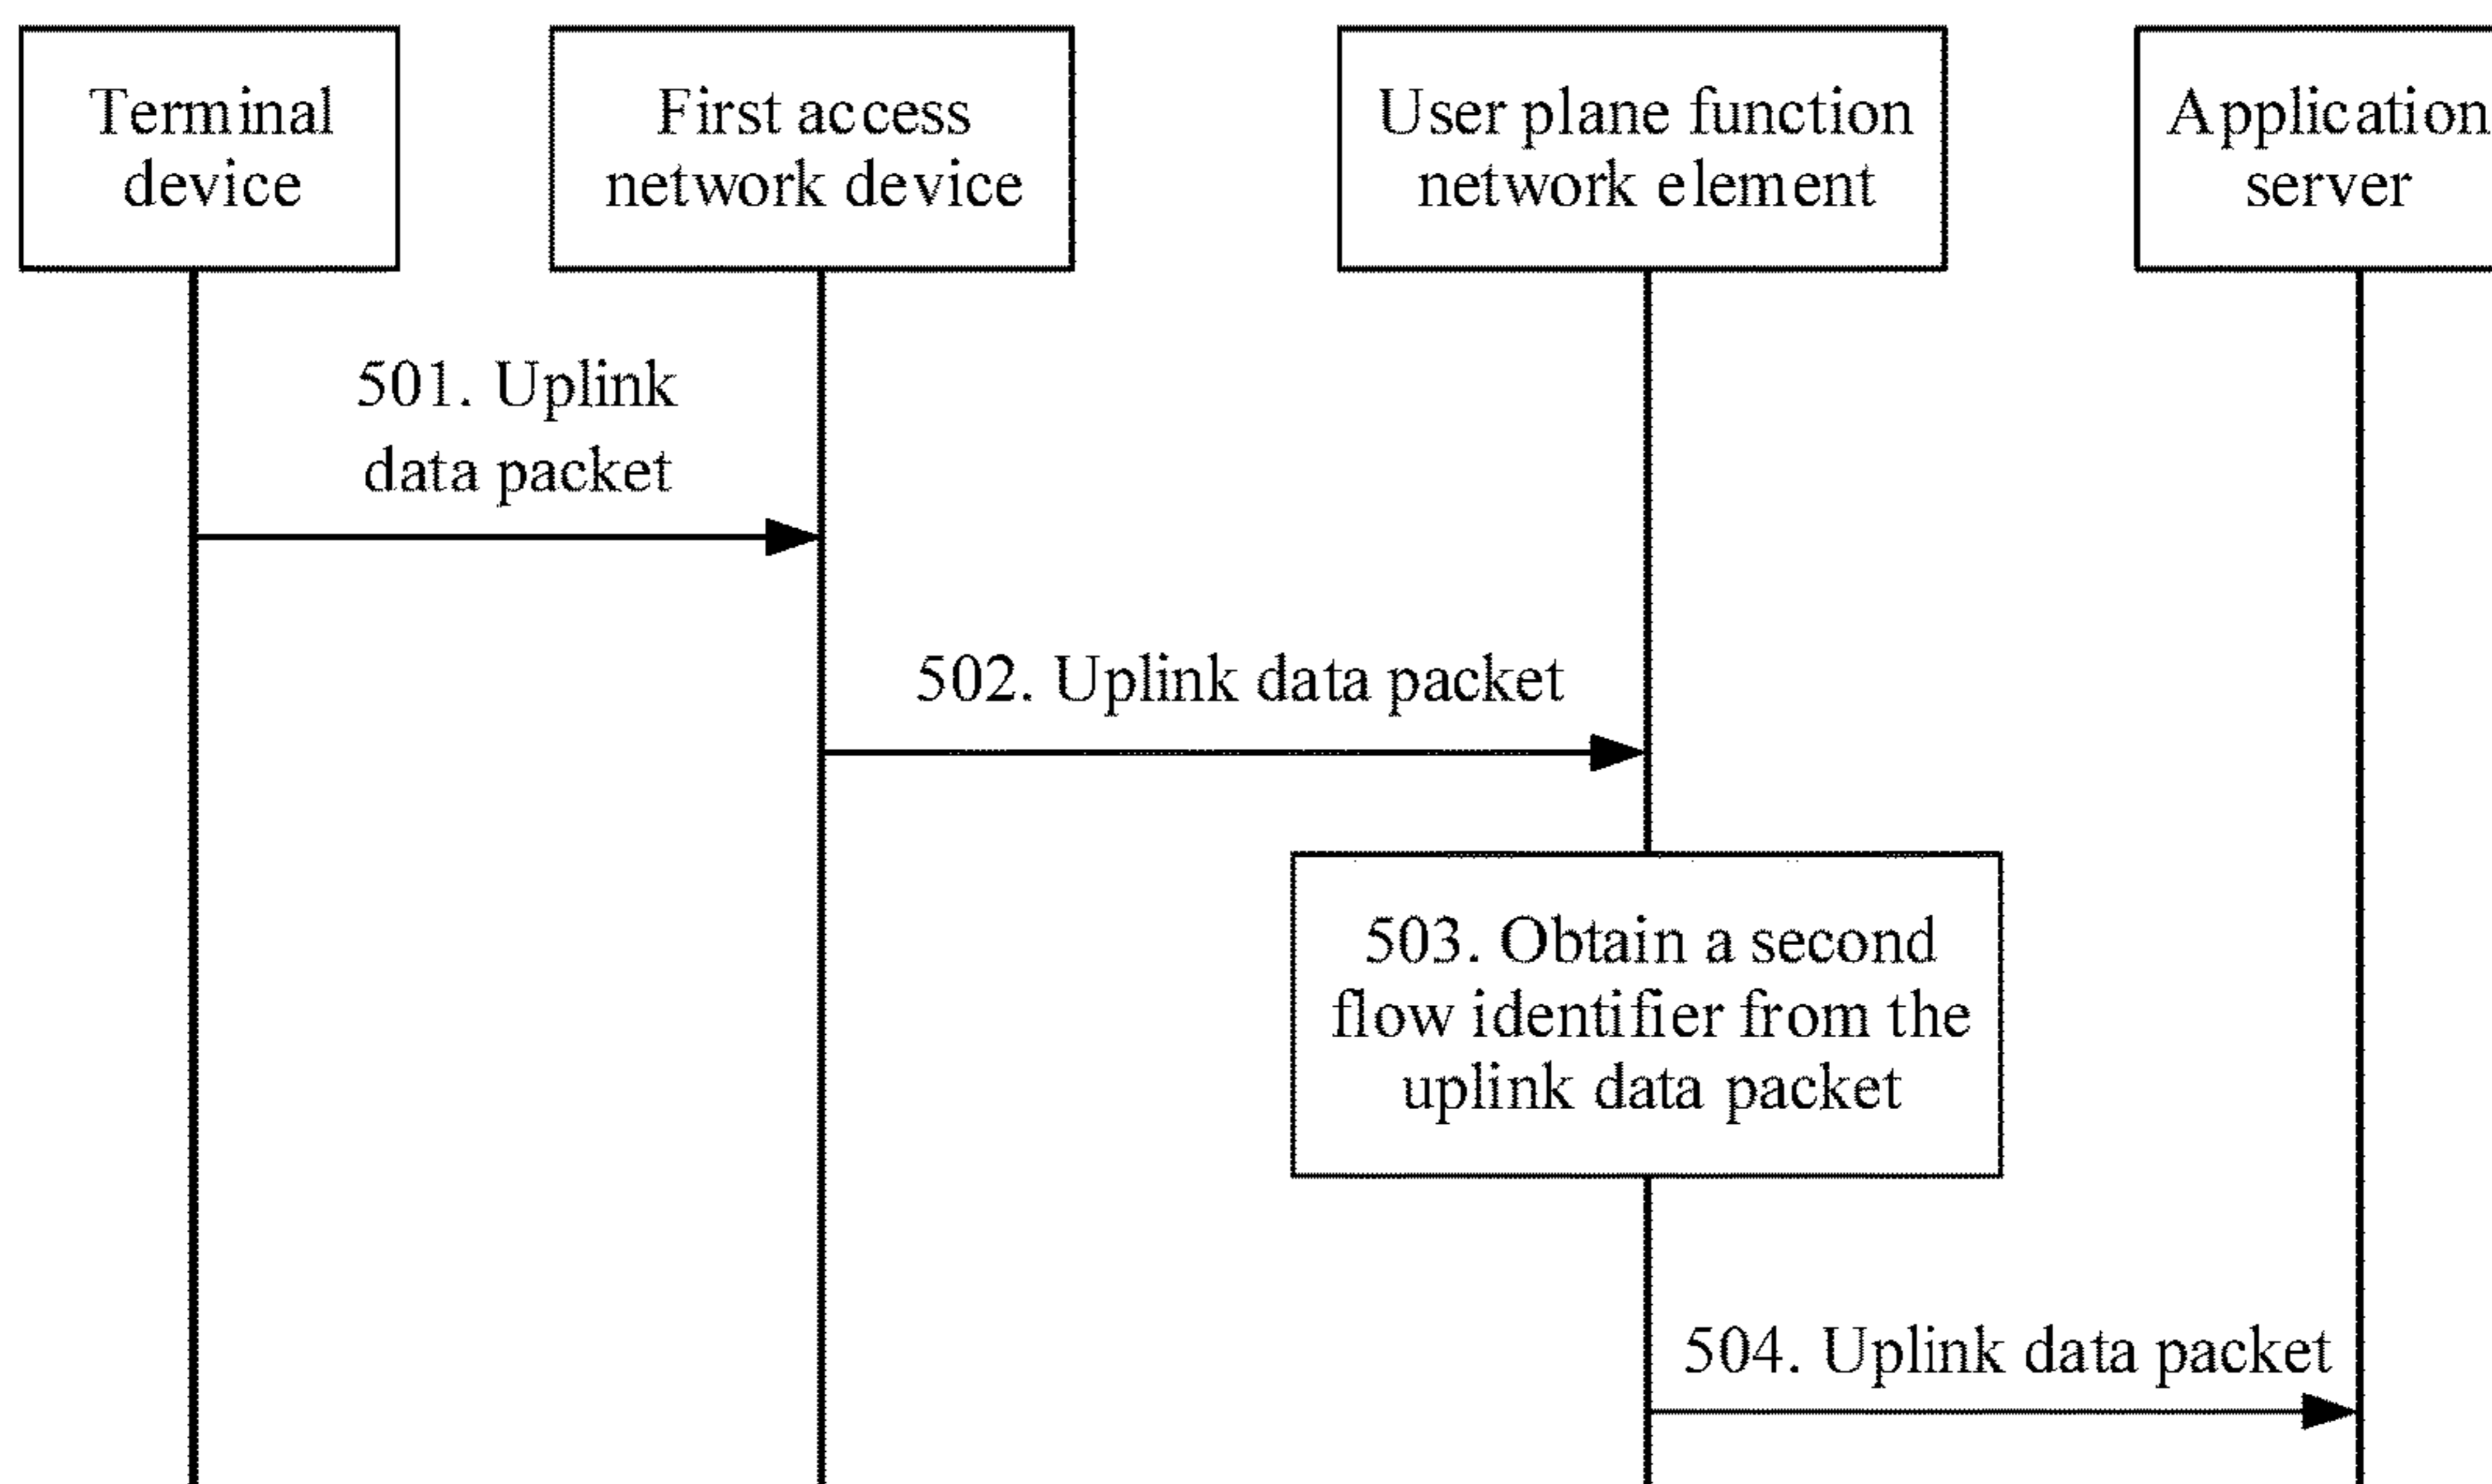 Terminal
device
First access
network device
User plane function
network element
Application
server
501. Uplink
data packet
502. Uplink data packet
503. Obtain a second
flow identifier from the
uplink data packet
504. Uplink data packet